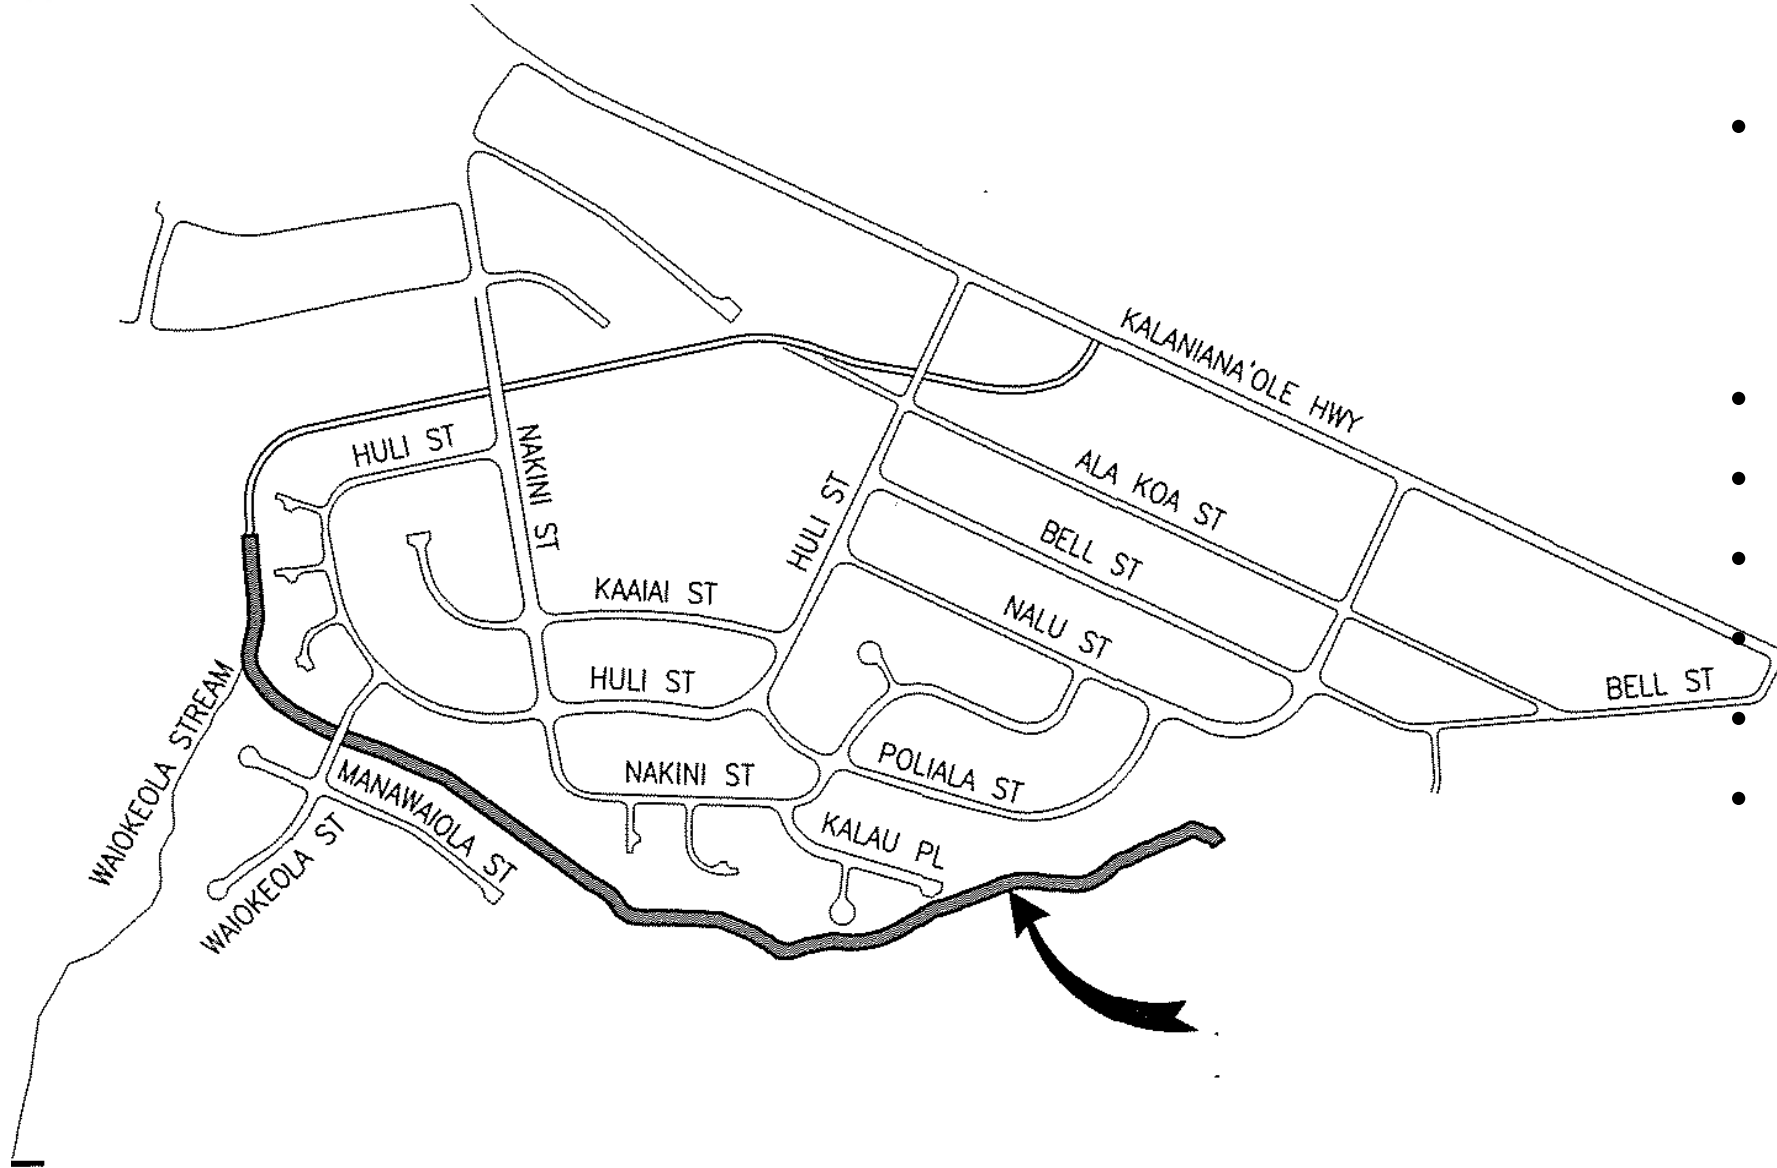 KALANIANA'OLE HWY
HULI ST
NAKINI ST
HULI ST
ALA KOA ST
BELL ST
KAAIAI ST
NALU ST
HULI ST
BELL ST
WAIOKEOLA STREAM
NAKINI ST
POLIALA ST
MANAWAIOLA ST
KALAU PL
WAIOKEOLA ST